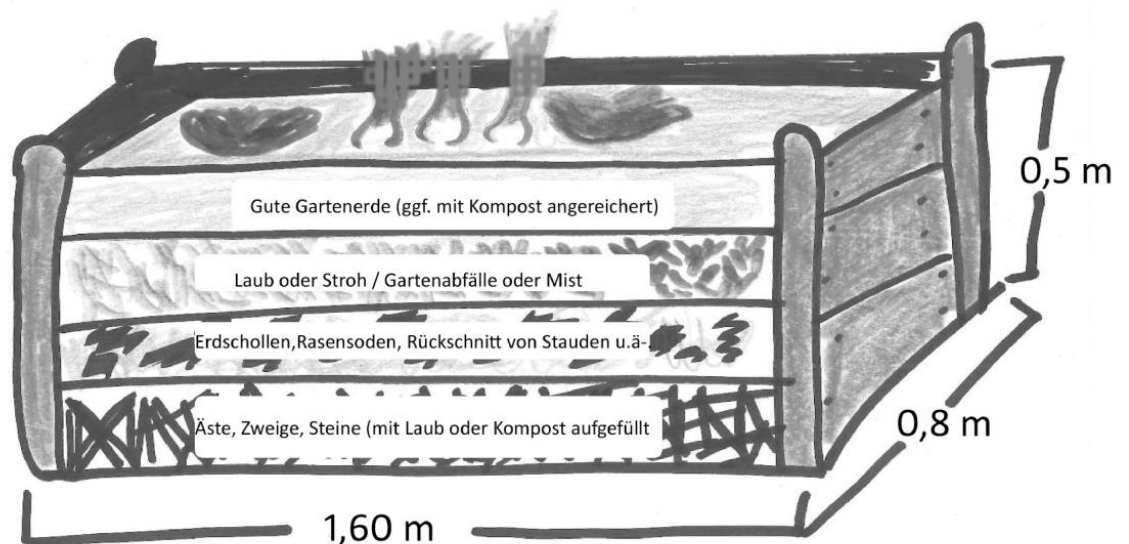 0,5 m
Gute Gartenerde (ggf. mit Kompost angereichert)
Laub oder Stroh / Gartenabfälle oder Mist
Erdschollen,Rasensoden, Rückschnitt von Stauden u.ä-.
Äste, Zweige, Steine (mit Laub oder Kompost aufgefüllt
0,8 m
1,60 m